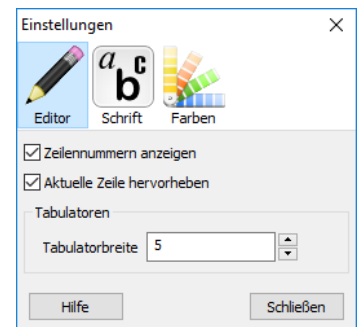 Einstellungen
a b c
Editor Schrift Farben
Zeilennummern anzeigen
Aktuelle Zeile hervorheben
Tabulatoren
Tabulatorbreite 5
Hilfe Schließen